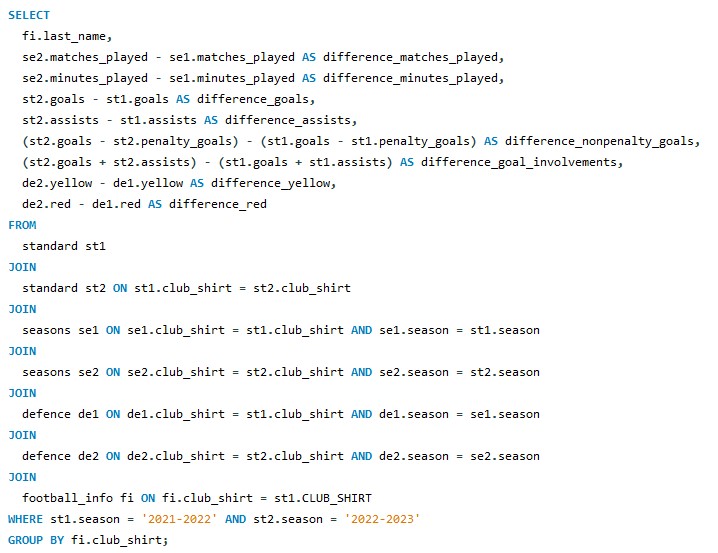 SELECT
fi.last_name,
se2.matches_played - se1.matches_played AS difference_matches_played,
se2.minutes_played - se1.minutes_played AS difference_minutes_played,
st2.goals - st1.goals AS difference_goals,
st2.assists - st1.assists AS difference_assists,
(st2.goals - st2.penalty_goals) - (st1.goals - st1.penalty_goals) AS difference_nonpenalty_goals,
(st2.goals + st2.assists) - (st1.goals + st1.assists) AS difference_goal_involvements,
de2.yellow - de1.yellow AS difference_yellow,
de2.red - de1.red AS difference_red
FROM
standard st1
JOIN
standard st2 ON st1.club_shirt = st2.club_shirt
JOIN
seasons se1 ON se1.club_shirt = st1.club_shirt AND se1.season = st1.season
JOIN
seasons se2 ON se2.club_shirt = st2.club_shirt AND se2.season = st2.season
JOIN
defence de1 ON de1.club_shirt = st1.club_shirt AND de1.season = se1.season
JOIN
defence de2 ON de2.club_shirt = st2.club_shirt AND de2.season = se2.season
JOIN
football_info fi ON fi.club_shirt = st1.CLUB_SHIRT
WHERE st1.season = '2021-2022' AND st2.season = '2022-2023'
GROUP BY fi.club_shirt;